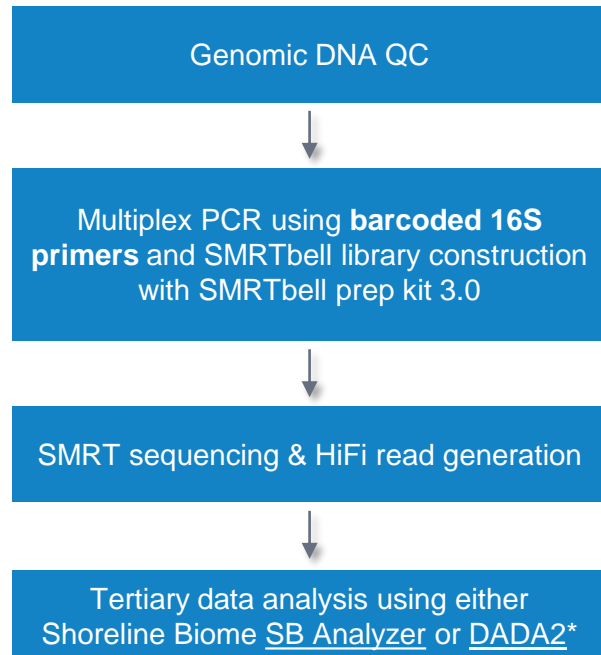 Genomic DNA QC
Multiplex PCR using barcoded 16S
primers and SMRTbell library construction
with SMRTbell prep kit 3.0
SMRT sequencing & HiFi read generation
Tertiary data analysis using either
Shoreline Biome SB Analyzer or DADA2*